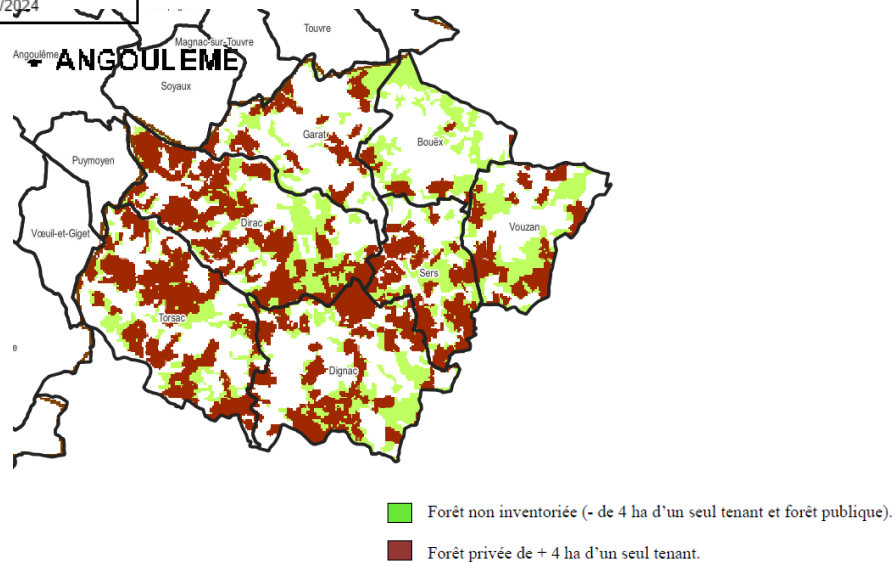 /2024
Touvre
Magnac-sur-Touvre
Angoulême
ANGOULEME
Soyaux
Garat
Bouëx
Puymoyen
Dirac
Vouzan
Vœuil-et-Giget
Sers
Torsac
e
Dignac
Forêt non inventoriée (- de 4 ha d’un seul tenant et forêt publique).
Forêt privée de + 4 ha d’un seul tenant.